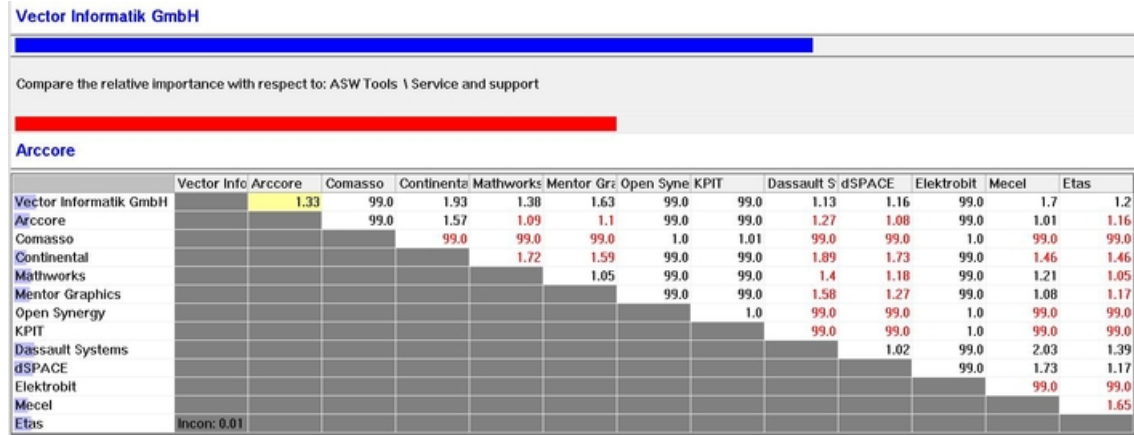 Vector Informatik GmbH
Compare the relative importance with respect to: ASW Tools \ Service and support
Arccore
Vector Info Arccore Comasso Continenta Mathworks Mentor Gra Open Syne KPIT Dassault S dSPACE Elektrobit Mecel Etas
Vector Informatik GmbH 1.33 99.0 1.93 1.38 1.63 99.0 99.0 1.13 1.16 99.0 1.7 1.2
Arccore 99.0 1.57 1.09 1.1 99.0 99.0 1.27 1.08 99.0 1.01 1.16
Comasso 99.0 99.0 99.0 1.0 1.01 99.0 99.0 1.0 99.0 99.0
Continental 1.72 1.59 99.0 99.0 1.89 1.73 99.0 1.46 1.46
Mathworks 1.05 99.0 99.0 1.4 1.18 99.0 1.21 1.05
Mentor Graphics 99.0 99.0 1.58 1.27 99.0 1.08 1.17
Open Synergy 1.0 99.0 99.0 1.0 99.0 99.0
KPIT 99.0 99.0 1.0 99.0 99.0
Dassault Systems 1.02 99.0 2.03 1.39
dSPACE 99.0 1.73 1.17
Elektrobit 99.0 99.0
Mecel 1.65
Etas Incon: 0.01